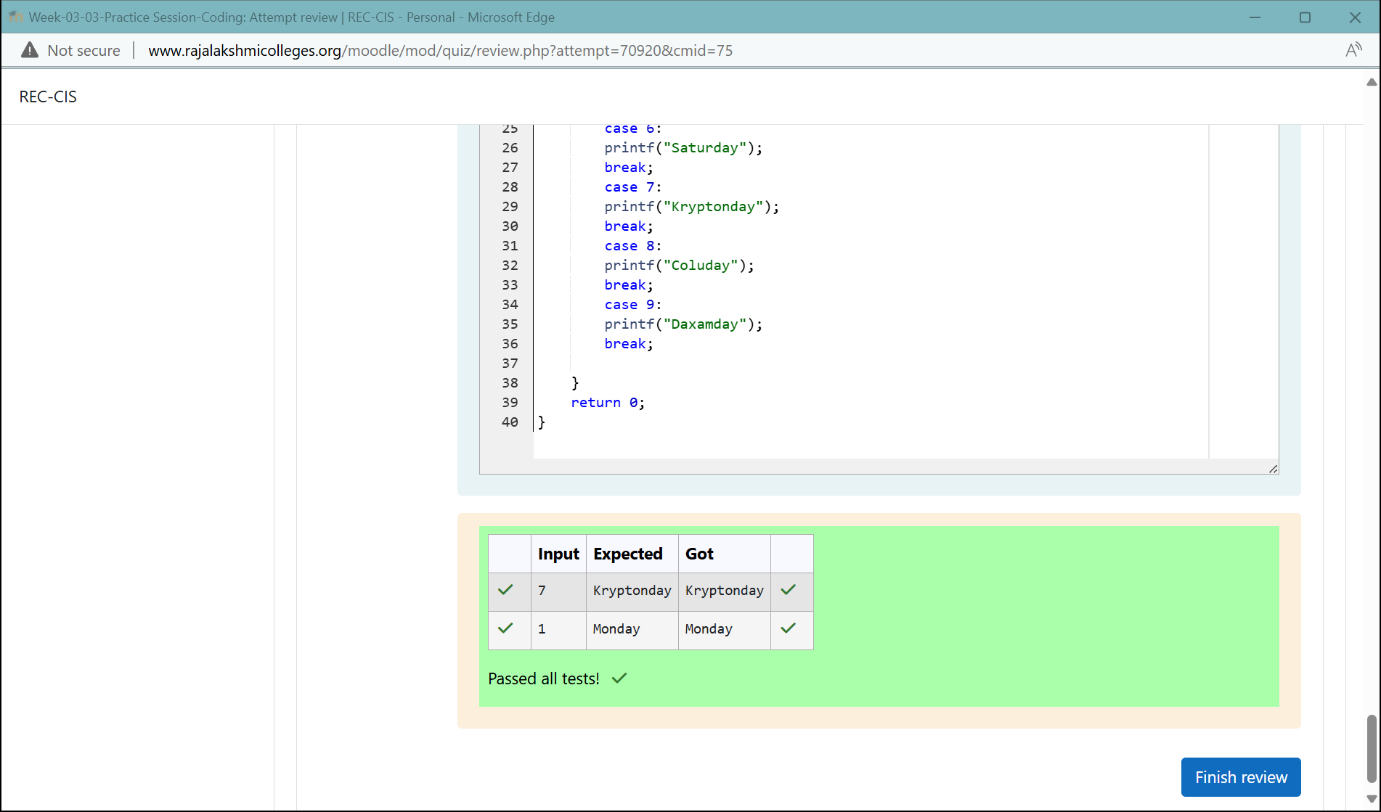 Week-03-03-Practice Session-Coding: Attempt review | REC-CIS - Personal - Microsoft Edge
Not secure | www.rajalakshmicolleges.org/moodle/mod/quiz/review.php?attempt=70920&cmid=75
REC-CIS
25 case 6:
26 printf("Saturday");
27 break;
28 case 7:
29 printf("Kryptonday");
30 break;
31 case 8:
32 printf("Coluday");
33 break;
34 case 9:
35 printf("Daxamday");
36 break;
37
38 }
39 return 0;
40 }
Input Expected Got
7 Kryptonday Kryptonday
1 Monday Monday
Passed all tests!
Finish review